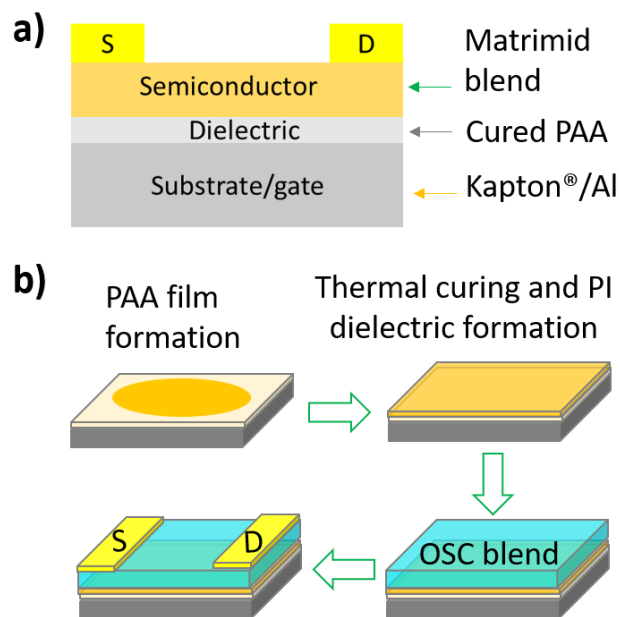 a)
S
D
Semiconductor
Dielectric
Substrate/gate
Matrimid
blend
Cured PAA
Kapton®/Al
b)
PAA film
formation
Thermal curing and PI
dielectric formation
S
D
OSC blend